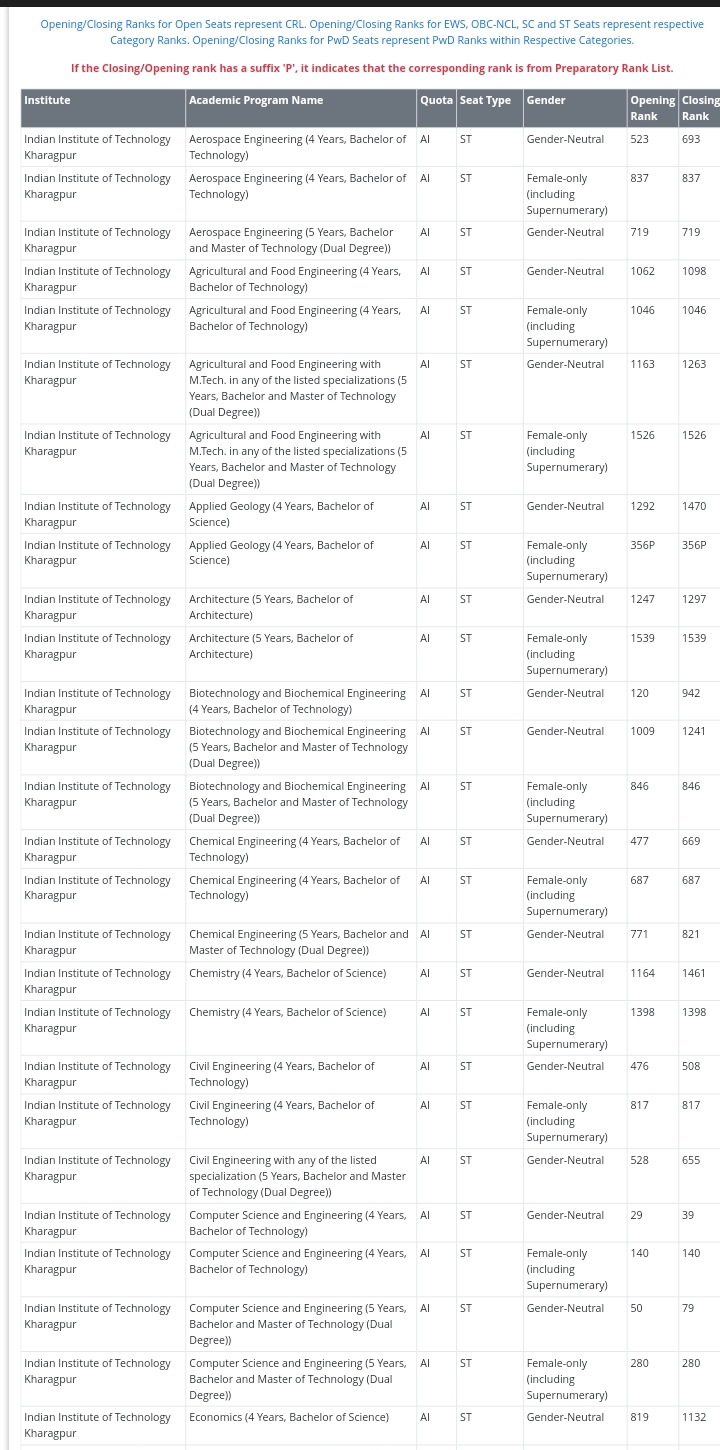 Opening/Closing Ranks for Open Seats represent CRL. Opening/Closing Ranks for EWS, OBC-NCL, SC and ST Seats represent respective
Category Ranks. Opening/Closing Ranks for PwD Seats represent PwD Ranks within Respective Categories.
If the Closing/Opening rank has a suffix 'P', it indicates that the corresponding rank is from Preparatory Rank List.
Institute Academic Program Name Quota Seat Type Gender Opening Closing
Rank Rank
Indian Institute of Technology Aerospace Engineering (4 Years, Bachelor of AI ST Gender-Neutral 523 693
Kharagpur Technology)
Indian Institute of Technology Aerospace Engineering (4 Years, Bachelor of AI ST Female-only 837 837
Kharagpur Technology) (including
Supernumerary)
Indian Institute of Technology Aerospace Engineering (5 Years, Bachelor AI ST Gender-Neutral 719 719
Kharagpur and Master of Technology (Dual Degree))
Indian Institute of Technology Agricultural and Food Engineering (4 Years, AI ST Gender-Neutral 1062 1098
Kharagpur Bachelor of Technology)
Indian Institute of Technology Agricultural and Food Engineering (4 Years, AI ST Female-only 1046 1046
Kharagpur Bachelor of Technology) (including
Supernumerary)
Indian Institute of Technology Agricultural and Food Engineering with AI ST Gender-Neutral 1163 1263
Kharagpur M.Tech. in any of the listed specializations (5
Years, Bachelor and Master of Technology
(Dual Degree))
Indian Institute of Technology Agricultural and Food Engineering with AI ST Female-only 1526 1526
Kharagpur M.Tech. in any of the listed specializations (5 (including
Years, Bachelor and Master of Technology Supernumerary)
(Dual Degree))
Indian Institute of Technology Applied Geology (4 Years, Bachelor of AI ST Gender-Neutral 1292 1470
Kharagpur Science)
Indian Institute of Technology Applied Geology (4 Years, Bachelor of AI ST Female-only 356P 356P
Kharagpur Science) (including
Supernumerary)
Indian Institute of Technology Architecture (5 Years, Bachelor of AI ST Gender-Neutral 1247 1297
Kharagpur Architecture)
Indian Institute of Technology Architecture (5 Years, Bachelor of AI ST Female-only 1539 1539
Kharagpur Architecture) (including
Supernumerary)
Indian Institute of Technology Biotechnology and Biochemical Engineering AI ST Gender-Neutral 120 942
Kharagpur (4 Years, Bachelor of Technology)
Indian Institute of Technology Biotechnology and Biochemical Engineering AI ST Gender-Neutral 1009 1241
Kharagpur (5 Years, Bachelor and Master of Technology
(Dual Degree))
Indian Institute of Technology Biotechnology and Biochemical Engineering AI ST Female-only 846 846
Kharagpur (5 Years, Bachelor and Master of Technology (including
(Dual Degree)) Supernumerary)
Indian Institute of Technology Chemical Engineering (4 Years, Bachelor of AI ST Gender-Neutral 477 669
Kharagpur Technology)
Indian Institute of Technology Chemical Engineering (4 Years, Bachelor of AI ST Female-only 687 687
Kharagpur Technology) (including
Supernumerary)
Indian Institute of Technology Chemical Engineering (5 Years, Bachelor and AI ST Gender-Neutral 771 821
Kharagpur Master of Technology (Dual Degree))
Indian Institute of Technology Chemistry (4 Years, Bachelor of Science) AI ST Gender-Neutral 1164 1461
Kharagpur
Indian Institute of Technology Chemistry (4 Years, Bachelor of Science) AI ST Female-only 1398 1398
Kharagpur (including
Supernumerary)
Indian Institute of Technology Civil Engineering (4 Years, Bachelor of AI ST Gender-Neutral 476 508
Kharagpur Technology)
Indian Institute of Technology Civil Engineering (4 Years, Bachelor of AI ST Female-only 817 817
Kharagpur Technology) (including
Supernumerary)
Indian Institute of Technology Civil Engineering with any of the listed AI ST Gender-Neutral 528 655
Kharagpur specialization (5 Years, Bachelor and Master
of Technology (Dual Degree))
Indian Institute of Technology Computer Science and Engineering (4 Years, AI ST Gender-Neutral 29 39
Kharagpur Bachelor of Technology)
Indian Institute of Technology Computer Science and Engineering (4 Years, AI ST Female-only 140 140
Kharagpur Bachelor of Technology) (including
Supernumerary)
Indian Institute of Technology Computer Science and Engineering (5 Years, AI ST Gender-Neutral 50 79
Kharagpur Bachelor and Master of Technology (Dual
Degree))
Indian Institute of Technology Computer Science and Engineering (5 Years, AI ST Female-only 280 280
Kharagpur Bachelor and Master of Technology (Dual (including
Degree)) Supernumerary)
Indian Institute of Technology Economics (4 Years, Bachelor of Science) AI ST Gender-Neutral 819 1132
Kharagpur